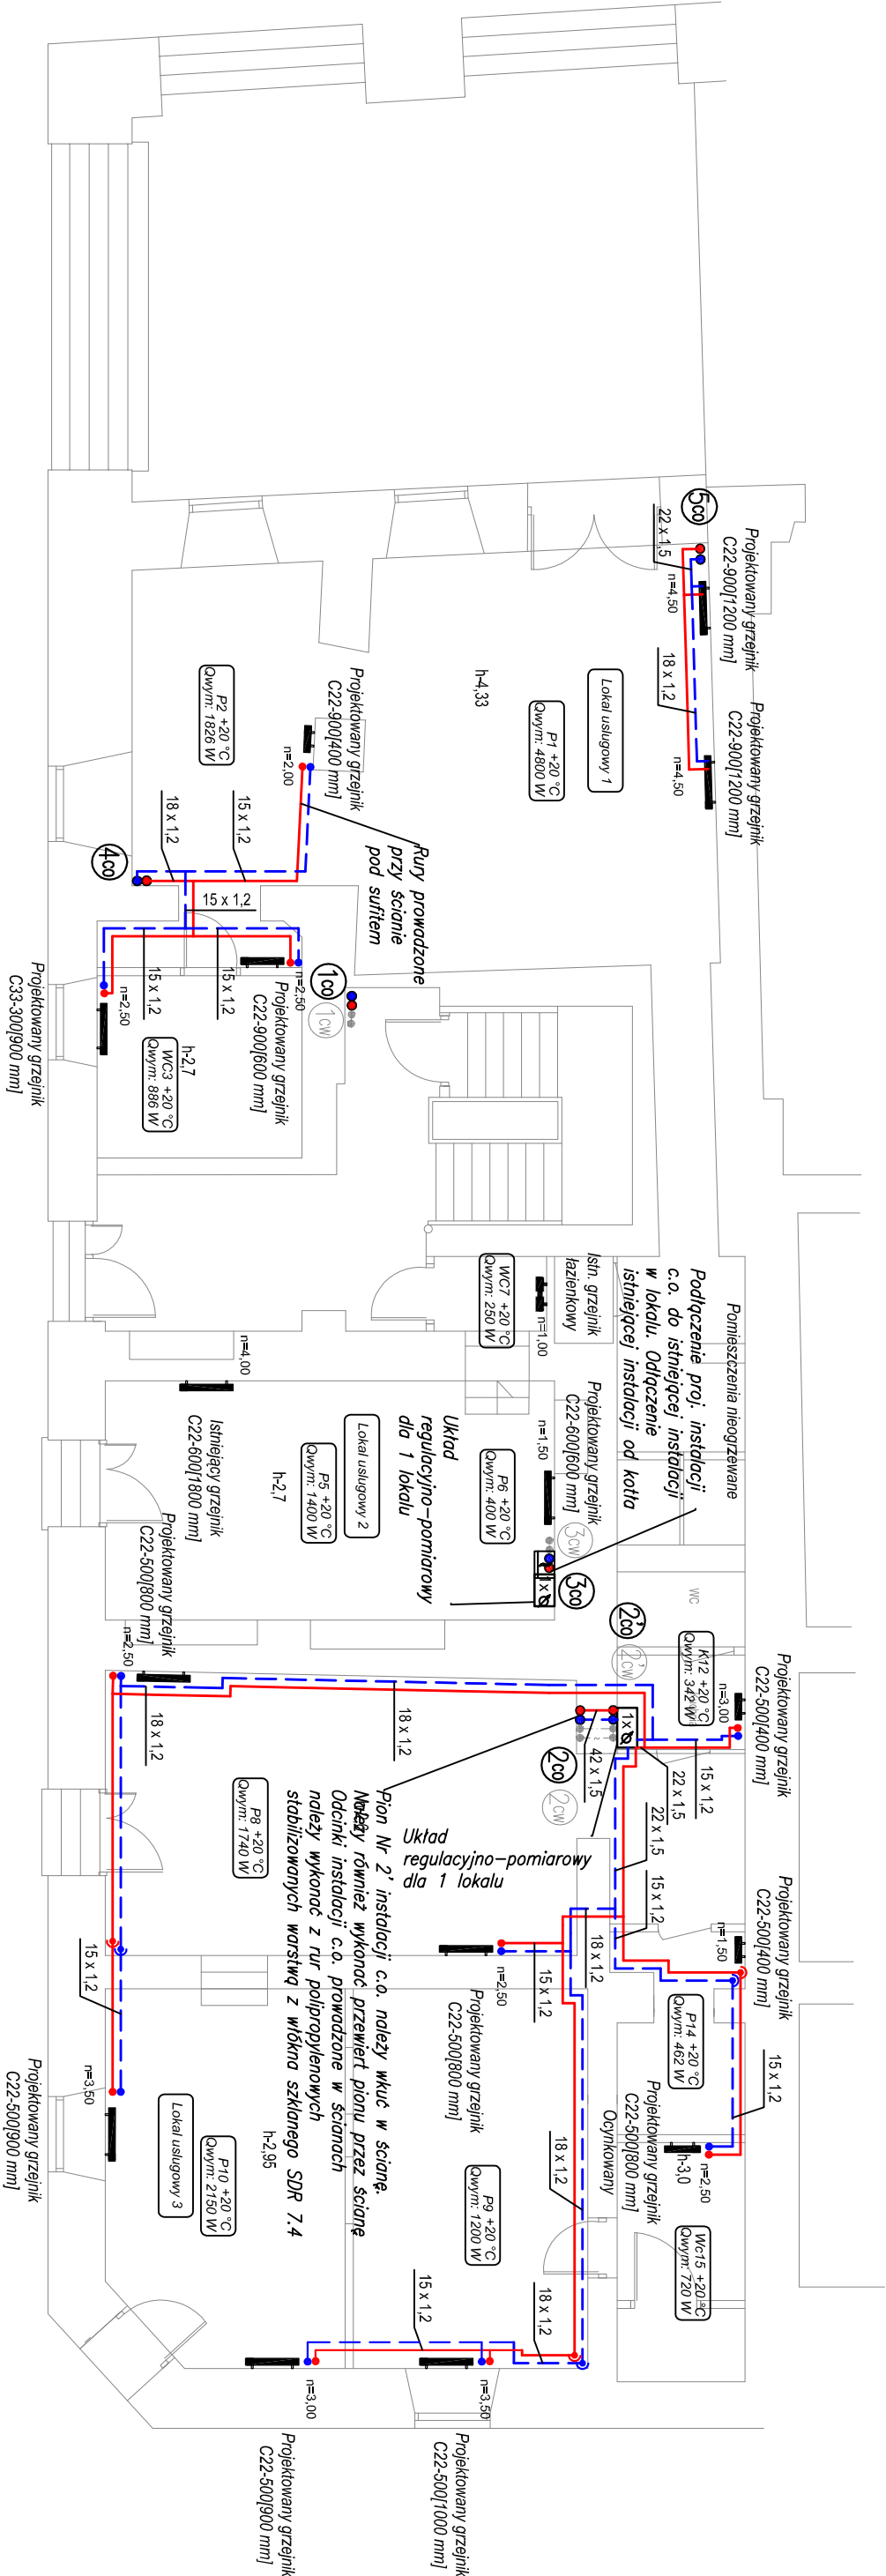 5co
22 x 1,5
Projektowany grzejnik
C22-900[1200 mm]
n=4,50
18 x 1,2
Projektowany grzejnik
C22-900[1200 mm]
n=4,50
Lokal usługowy 1
P1 +20 °C
Qwym: 4800 W
h-4,33
Projektowany grzejnik
C22-900[400 mm]
n=2,00
P2 +20 °C
Qwym: 1826 W
Rury prowadzone
przy ścianie
pod sufitem
15 x 1,2
18 x 1,2
4co
15 x 1,2
15 x 1,2
15 x 1,2
n=2,50
Projektowany grzejnik
C22-900[600 mm]
1co
1cw
n=2,50
h-2,7
WC3 +20 °C
Qwym: 886 W
Projektowany grzejnik
C33-300[900 mm]
Pomieszczenia nieogrzewane
Podłączenie proj. instalacji
c.o. do istniejącej instalacji
w lokalu. Odłączenie
istniejącej instalacji od kotła
Istn. grzejnik
łazienkowy
n=1,00
WC7 +20 °C
Qwym: 250 W
n=4,00
Istniejący grzejnik
C22-600[1800 mm]
Projektowany grzejnik
C22-600[600 mm]
n=1,50
P6 +20 °C
Qwym: 400 W
Układ
regulacyjno-pomiarowy
dla 1 lokalu
Lokal usługowy 2
P5 +20 °C
Qwym: 1400 W
h-2,7
3cw
3co
1x
WC
2'co
2'cw
K12 +20 °C
Qwym: 342 W
n=3,00
Projektowany grzejnik
C22-500[400 mm]
Projektowany grzejnik
C22-500[800 mm]
n=2,50
18 x 1,2
18 x 1,2
1x
42 x 1,5
2co
2cw
15 x 1,2
22 x 1,5
22 x 1,5
15 x 1,2
Układ
regulacyjno-pomiarowy
dla 1 lokalu
Pion Nr 2' instalacji c.o. należy wkuć w ścianę.
Należy również wykonać przewiert pionu przez ścianę
Odcinki instalacji c.o. prowadzone w ścianach
należy wykonać z rur polipropylenowych
stabilizowanych warstwą z włókna szklanego SDR 7.4
P8 +20 °C
Qwym: 1740 W
Projektowany grzejnik
C22-500[400 mm]
n=1,50
18 x 1,2
15 x 1,2
n=2,50
Projektowany grzejnik
C22-500[800 mm]
15 x 1,2
n=3,50
Projektowany grzejnik
C22-500[900 mm]
P14 +20 °C
Qwym: 462 W
15 x 1,2
Projektowany grzejnik
C22-500[800 mm]
Ocynkowany
h-3,0
n=2,50
Wc15 +20 °C
Qwym: 720 W
Lokal usługowy 3
P10 +20 °C
Qwym: 2150 W
h-2,95
P9 +20 °C
Qwym: 1200 W
18 x 1,2
18 x 1,2
15 x 1,2
n=3,00
n=3,50
Projektowany grzejnik
C22-500[900 mm]
Projektowany grzejnik
C22-500[1000 mm]